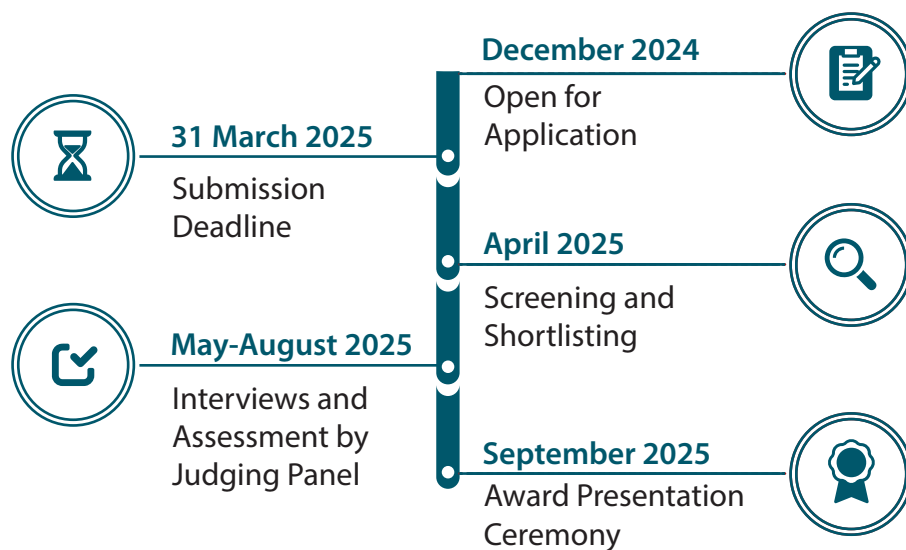 December 2024
Open for
Application
31 March 2025
Submission
Deadline
April 2025
Screening and
Shortlisting
May-August 2025
Interviews and
Assessment by
Judging Panel
September 2025
Award Presentation
Ceremony